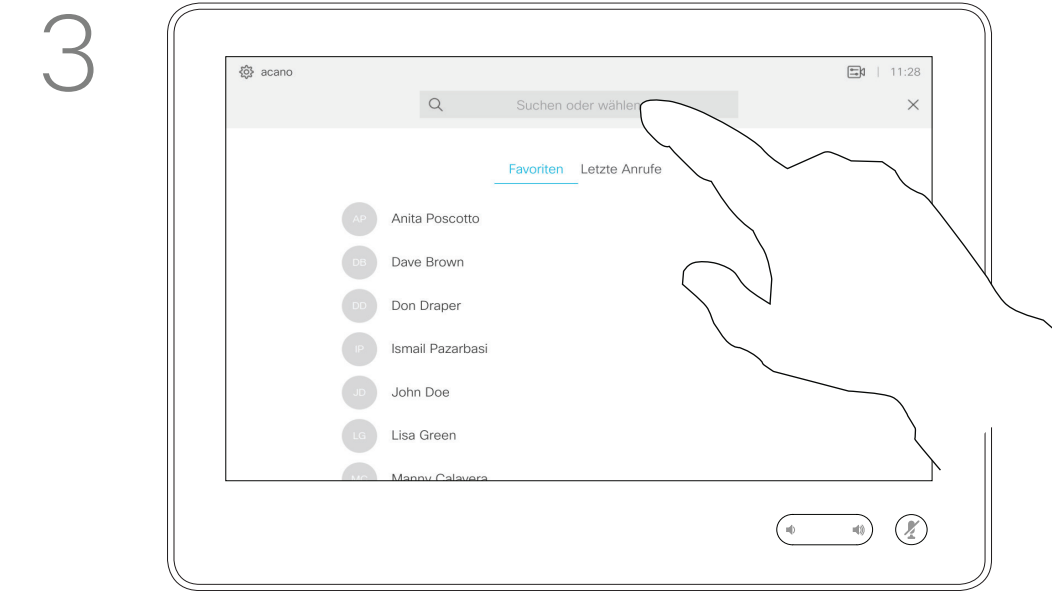 3
acano
11:28
Suchen oder wählen
Favoriten Letzte Anrufe
AP Anita Poscotto
DB Dave Brown
DD Don Draper
IP Ismail Pazarbasi
JD John Doe
LG Lisa Green
MC Manny Calavera